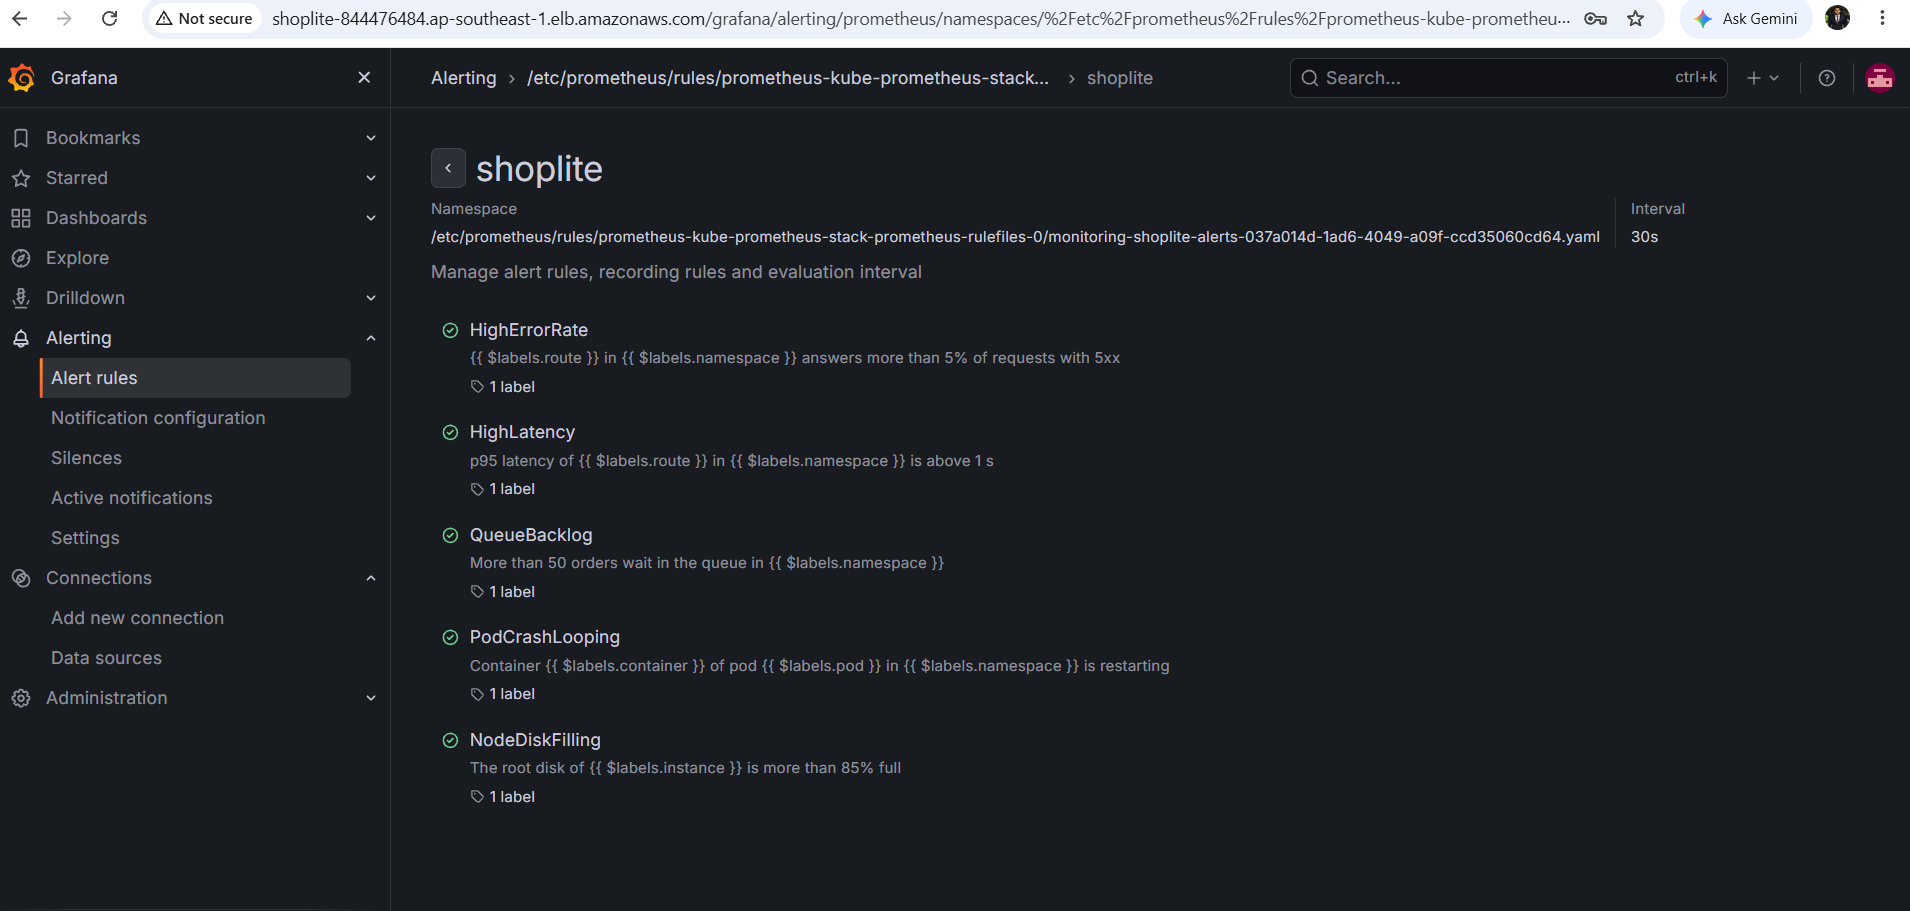 Not secure
shoplite-844476484.ap-southeast-1.elb.amazonaws.com/grafana/alerting/prometheus/namespaces/%2Fetc%2Fprometheus%2Frules%2Fprometheus-kube-prometheu...
Ask Gemini
Grafana
Alerting › /etc/prometheus/rules/prometheus-kube-prometheus-stack... › shoplite
Search...
ctrl+k
Bookmarks
Starred
Dashboards
Explore
Drilldown
Alerting
Alert rules
Notification configuration
Silences
Active notifications
Settings
Connections
Add new connection
Data sources
Administration
shoplite
Namespace
/etc/prometheus/rules/prometheus-kube-prometheus-stack-prometheus-rulefiles-0/monitoring-shoplite-alerts-037a014d-1ad6-4049-a09f-ccd35060cd64.yaml
Interval
30s
Manage alert rules, recording rules and evaluation interval
HighErrorRate
{{ $labels.route }} in {{ $labels.namespace }} answers more than 5% of requests with 5xx
1 label
HighLatency
p95 latency of {{ $labels.route }} in {{ $labels.namespace }} is above 1 s
1 label
QueueBacklog
More than 50 orders wait in the queue in {{ $labels.namespace }}
1 label
PodCrashLooping
Container {{ $labels.container }} of pod {{ $labels.pod }} in {{ $labels.namespace }} is restarting
1 label
NodeDiskFilling
The root disk of {{ $labels.instance }} is more than 85% full
1 label